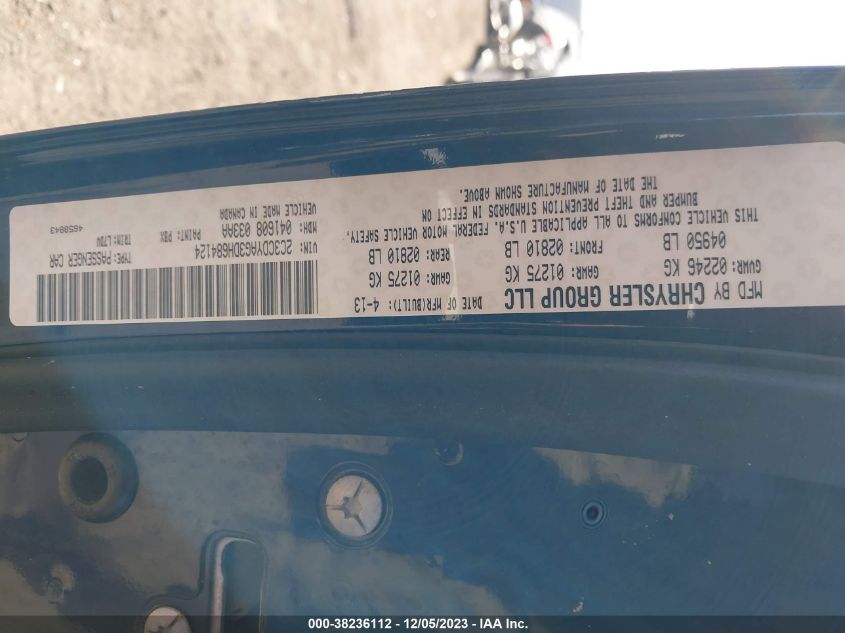 MFD BY CHRYSLER GROUP LLC
DATE OF MFR(BUILT): 4-13
GVWR: 02246 KG
04950 LB
GAWR: 01275 KG
FRONT: 02810 LB
GAWR: 01275 KG
REAR: 02810 LB
THIS VEHICLE CONFORMS TO ALL APPLICABLE U.S.A. FEDERAL MOTOR VEHICLE SAFETY,
BUMPER AND THEFT PREVENTION STANDARDS IN EFFECT ON
THE DATE OF MANUFACTURE SHOWN ABOVE.
VIN: 2C3CDYAG3DH684124
TYPE: PASSENGER CAR
MDH: 041608 033AA
PAINT: PBK
TRIM: L7DV
VEHICLE MADE IN CANADA
4658843
000-38236112 - 12/05/2023 - IAA Inc.